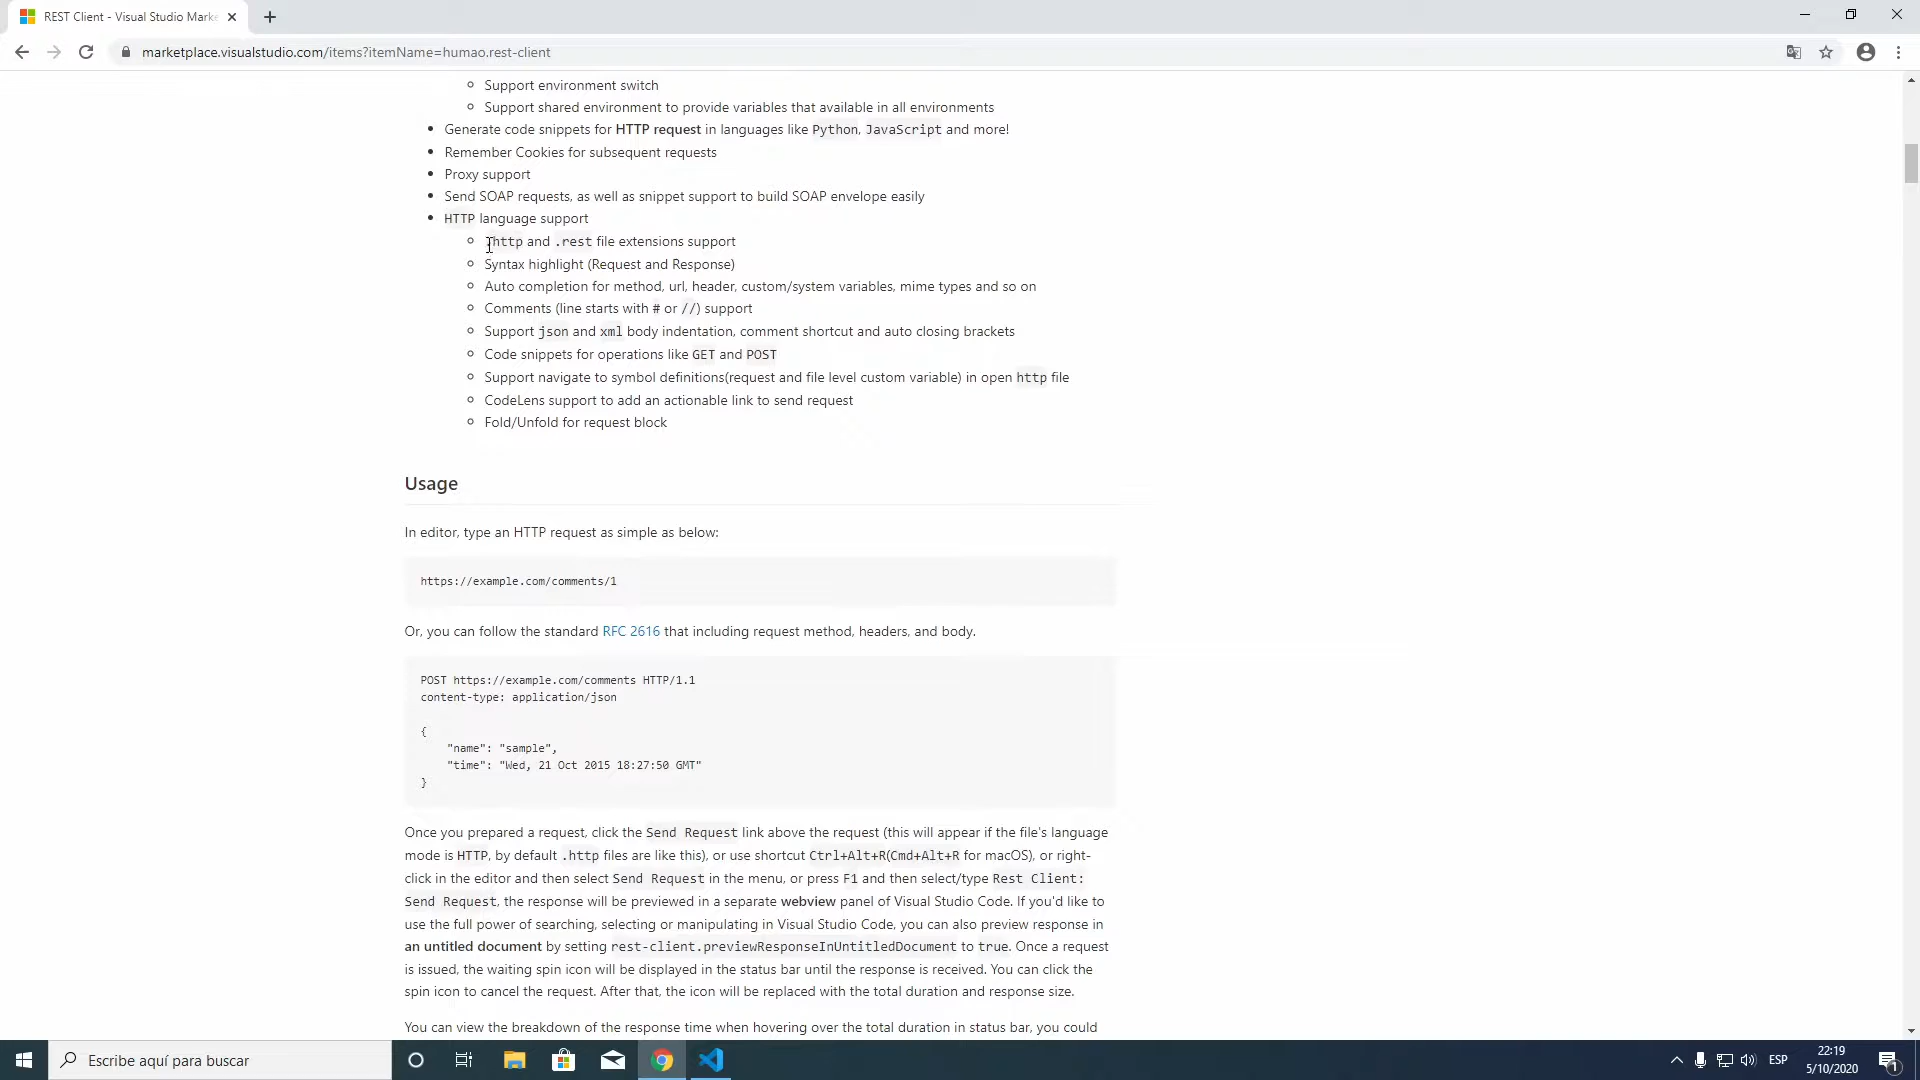 REST Client - Visual Studio Marke
marketplace.visualstudio.com/items?itemName=humao.rest-client
Support environment switch
Support shared environment to provide variables that available in all environments
Generate code snippets for HTTP request in languages like Python, JavaScript and more!
Remember Cookies for subsequent requests
Proxy support
Send SOAP requests, as well as snippet support to build SOAP envelope easily
HTTP language support
.http and .rest file extensions support
Syntax highlight (Request and Response)
Auto completion for method, url, header, custom/system variables, mime types and so on
Comments (line starts with # or //) support
Support json and xml body indentation, comment shortcut and auto closing brackets
Code snippets for operations like GET and POST
Support navigate to symbol definitions(request and file level custom variable) in open http file
CodeLens support to add an actionable link to send request
Fold/Unfold for request block
Usage
In editor, type an HTTP request as simple as below:
https://example.com/comments/1
Or, you can follow the standard RFC 2616 that including request method, headers, and body.
POST https://example.com/comments HTTP/1.1
content-type: application/json
{
"name": "sample",
"time": "Wed, 21 Oct 2015 18:27:50 GMT"
}
Once you prepared a request, click the Send Request link above the request (this will appear if the file's language
mode is HTTP, by default .http files are like this), or use shortcut Ctrl+Alt+R(Cmd+Alt+R for macOS), or right-
click in the editor and then select Send Request in the menu, or press F1 and then select/type Rest Client:
Send Request, the response will be previewed in a separate webview panel of Visual Studio Code. If you'd like to
use the full power of searching, selecting or manipulating in Visual Studio Code, you can also preview response in
an untitled document by setting rest-client.previewResponseInUntitledDocument to true. Once a request
is issued, the waiting spin icon will be displayed in the status bar until the response is received. You can click the
spin icon to cancel the request. After that, the icon will be replaced with the total duration and response size.
You can view the breakdown of the response time when hovering over the total duration in status bar, you could
Escribe aquí para buscar
ESP
22:19
5/10/2020
1